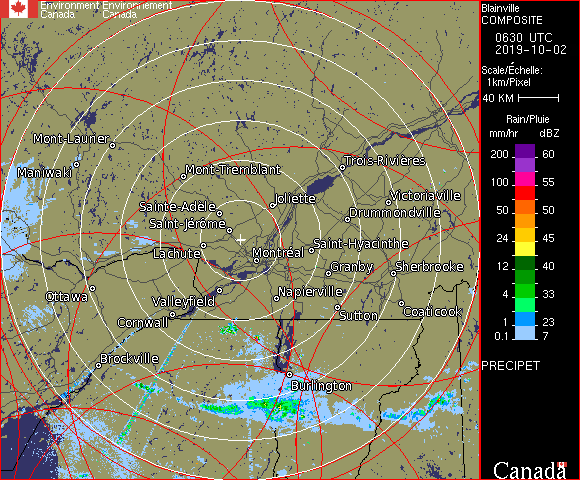 Environment Environnement
Canada Canada
Blainville
COMPOSITE
0630 UTC
2019-10-02
Scale/Échelle:
1km/Pixel
40 KM
Rain/Pluie
mm/hr dBZ
200 60
100 55
50 50
24 45
12 40
4 33
1 23
0.1 7
PRECIPET
Canada
Mont-Laurier
Maniwaki
Mont-Tremblant
Trois-Rivières
Joliette
Victoriaville
Sainte-Adèle
Drummondville
Saint-Jérôme
Saint-Hyacinthe
Lachute
Montréal
Granby
Sherbrooke
Ottawa
Valleyfield
Napierville
Cornwall
Sutton
Coaticook
Brockville
Burlington